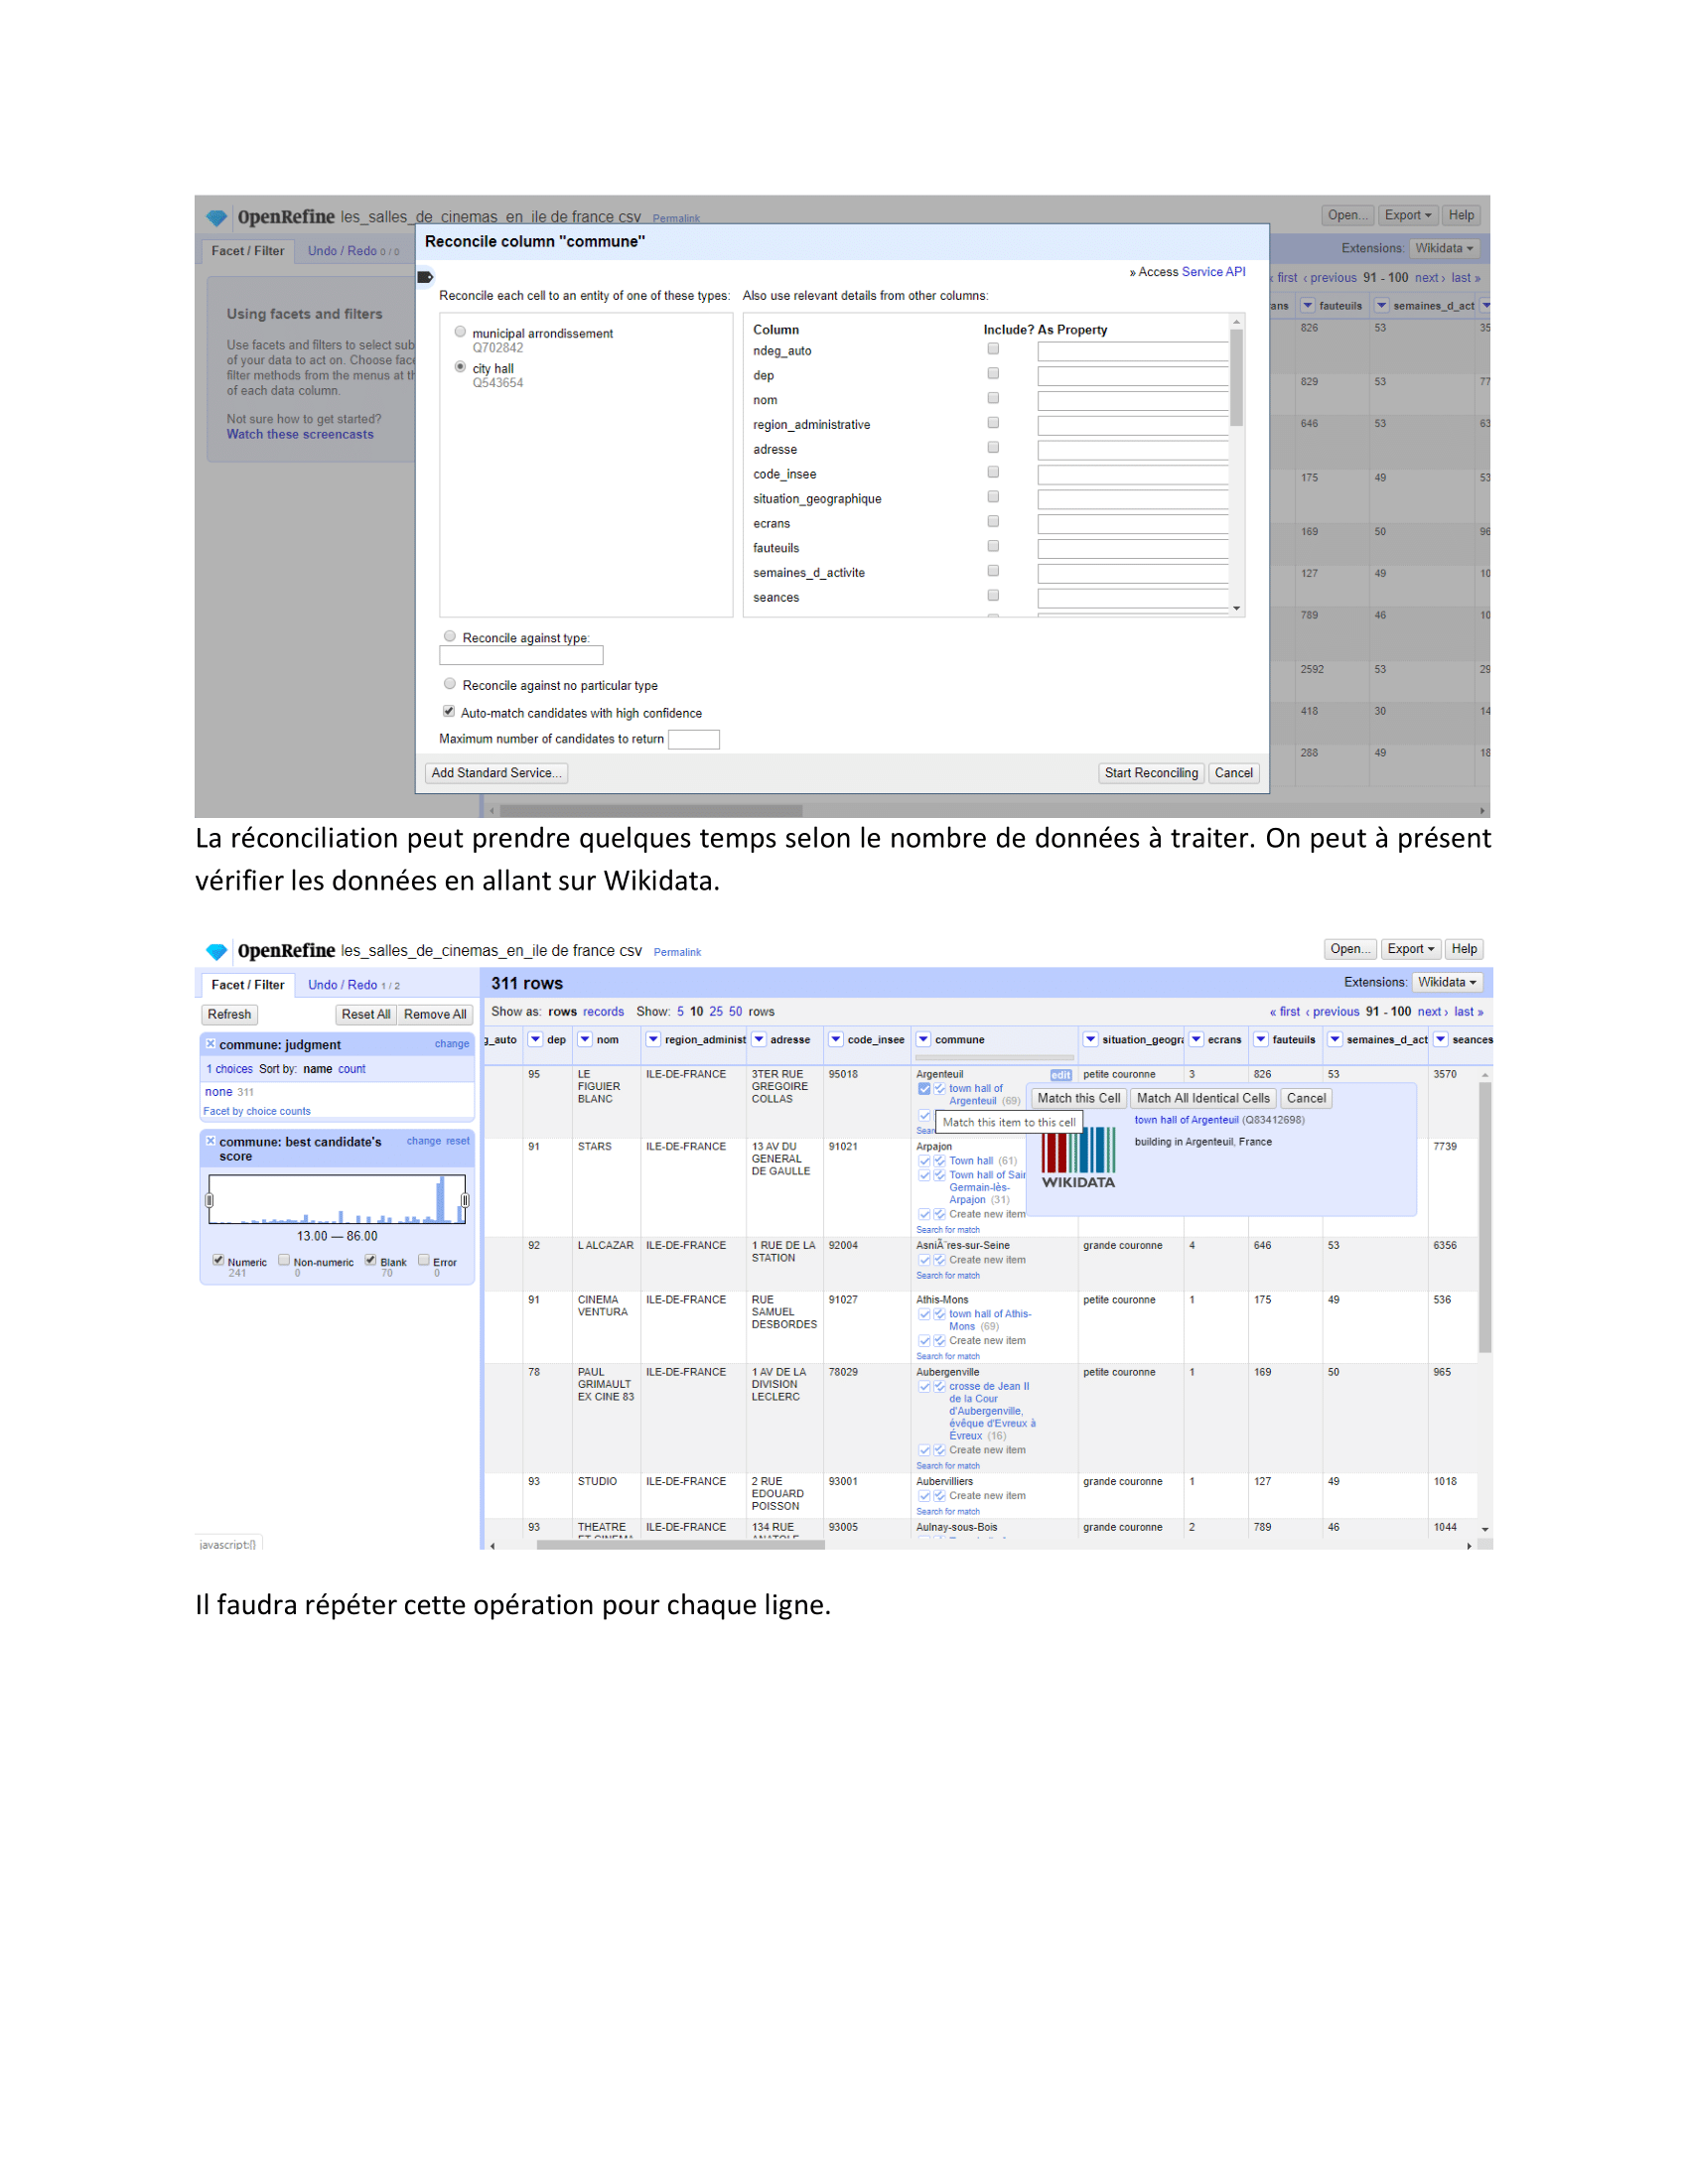 OpenRefine les_salles_de_cinemas_en_ile de france csv Permalink
Open... Export Help
Facet / Filter Undo / Redo 0 / 0
Extensions: Wikidata
Using facets and filters
Use facets and filters to select sub
of your data to act on. Choose face
filter methods from the menus at th
of each data column.
Not sure how to get started?
Watch these screencasts
Reconcile column "commune"
» Access Service API
Reconcile each cell to an entity of one of these types:
municipal arrondissement
Q702842
city hall
Q543654
Also use relevant details from other columns:
Column Include? As Property
ndeg_auto
dep
nom
region_administrative
adresse
code_insee
situation_geographique
ecrans
fauteuils
semaines_d_activite
seances
Reconcile against type:
Reconcile against no particular type
Auto-match candidates with high confidence
Maximum number of candidates to return
Add Standard Service... Start Reconciling Cancel
‹ first ‹ previous 91 - 100 next › last »
ans fauteuils semaines_d_act
826 53 35
829 53 77
646 53 63
175 49 53
169 50 96
127 49 10
789 46 10
2592 53 29
418 30 14
288 49 18
La réconciliation peut prendre quelques temps selon le nombre de données à traiter. On peut à présent
vérifier les données en allant sur Wikidata.
OpenRefine les_salles_de_cinemas_en_ile de france csv Permalink
Open... Export Help
Facet / Filter Undo / Redo 1 / 2
311 rows
Extensions: Wikidata
Refresh Reset All Remove All
Show as: rows records Show: 5 10 25 50 rows
« first ‹ previous 91 - 100 next › last »
commune: judgment change
1 choices Sort by: name count
none 311
Facet by choice counts
commune: best candidate's
score
change reset
13.00 — 86.00
Numeric Non-numeric Blank Error
241 0 70 0
g_auto dep nom region_administ adresse code_insee commune situation_geogra ecrans fauteuils semaines_d_act seances
95 LE
FIGUIER
BLANC
ILE-DE-FRANCE
3TER RUE
GREGOIRE
COLLAS
95018
Argenteuil edit
town hall of
Argenteuil (69)
Sear
petite couronne 3 826 53 3570
Match this Cell Match All Identical Cells Cancel
Match this item to this cell
town hall of Argenteuil (Q83412698)
building in Argenteuil, France
WIKIDATA
91 STARS ILE-DE-FRANCE
13 AV DU
GENERAL
DE GAULLE
91021
Arpajon
Town hall (61)
Town hall of Sain
Germain-lès-
Arpajon (31)
Create new item
Search for match
7739
92 L ALCAZAR ILE-DE-FRANCE
1 RUE DE LA
STATION
92004
AsniÃ¨res-sur-Seine
Create new item
Search for match
grande couronne 4 646 53 6356
91 CINEMA
VENTURA
ILE-DE-FRANCE
RUE
SAMUEL
DESBORDES
91027
Athis-Mons
town hall of Athis-
Mons (69)
Create new item
Search for match
petite couronne 1 175 49 536
78 PAUL
GRIMAULT
EX CINE 83
ILE-DE-FRANCE
1 AV DE LA
DIVISION
LECLERC
78029
Aubergenville
crosse de Jean II
de la Cour
d'Aubergenville,
évêque d'Evreux à
Évreux (16)
Create new item
Search for match
petite couronne 1 169 50 965
93 STUDIO ILE-DE-FRANCE
2 RUE
EDOUARD
POISSON
93001
Aubervilliers
Create new item
Search for match
grande couronne 1 127 49 1018
93 THEATRE
ET CINEMA
ILE-DE-FRANCE
134 RUE
ANATOLE
93005
Aulnay-sous-Bois
grande couronne 2 789 46 1044
javascript:{}
Il faudra répéter cette opération pour chaque ligne.